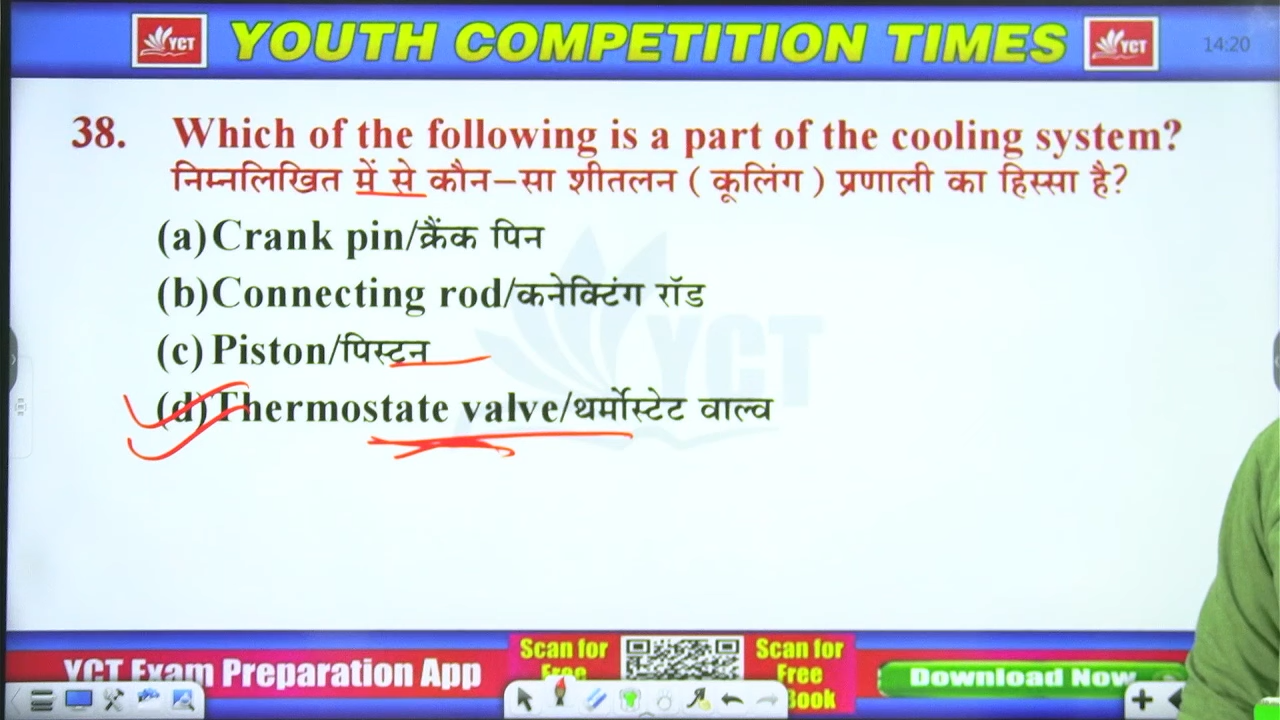 YCT
YOUTH COMPETITION TIMES
YCT
14:20
38. Which of the following is a part of the cooling system?
निम्नलिखित में से कौन-सा शीतलन ( कूलिंग ) प्रणाली का हिस्सा है?
(a) Crank pin/क्रैंक पिन
(b) Connecting rod/कनेक्टिंग रॉड
(c) Piston/पिस्टन
(d) Thermostate valve/थर्मोस्टेट वाल्व
YCT
YCT Exam Preparation App
Scan for
Free
Scan for
Free
Book
Download Now